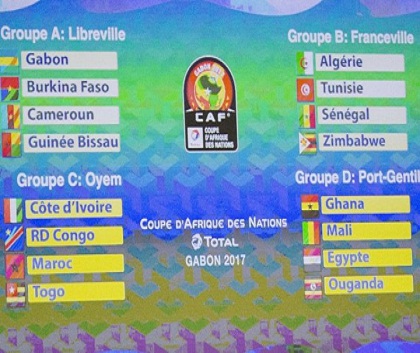 Groupe A: Libreville
Gabon
Burkina Faso
Cameroun
Guinée Bissau
Groupe B: Franceville
Algérie
Tunisie
Sénégal
Zimbabwe
CAF
COUPE
D'AFRIQUE
DES NATIONS
Groupe C: Oyem
Côte d'Ivoire
RD Congo
Maroc
Togo
COUPE D'AFRIQUE DES NATIONS
TOTAL
GABON 2017
Groupe D: Port-Gentil
Ghana
Mali
Egypte
Ouganda